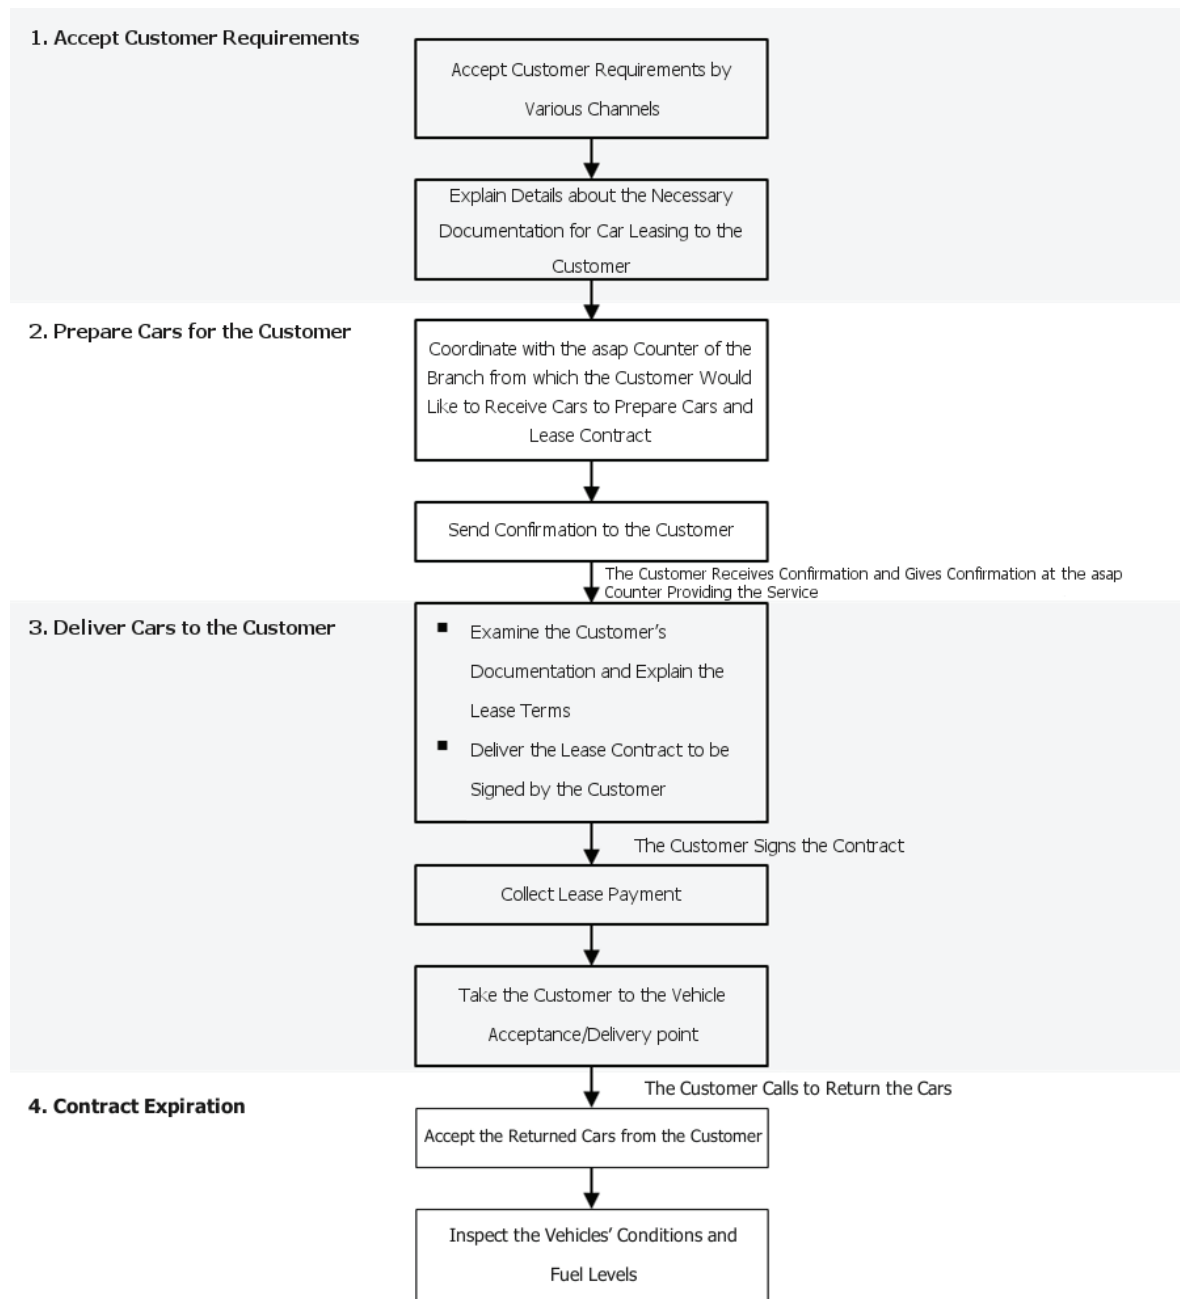 1. Accept Customer Requirements
Accept Customer Requirements by
Various Channels
Explain Details about the Necessary
Documentation for Car Leasing to the
Customer
2. Prepare Cars for the Customer
Coordinate with the asap Counter of the
Branch from which the Customer Would
Like to Receive Cars to Prepare Cars and
Lease Contract
Send Confirmation to the Customer
The Customer Receives Confirmation and Gives Confirmation at the asap
Counter Providing the Service
3. Deliver Cars to the Customer
■ Examine the Customer's
Documentation and Explain the
Lease Terms
■ Deliver the Lease Contract to be
Signed by the Customer
The Customer Signs the Contract
Collect Lease Payment
Take the Customer to the Vehicle
Acceptance/Delivery point
The Customer Calls to Return the Cars
4. Contract Expiration
Accept the Returned Cars from the Customer
Inspect the Vehicles' Conditions and
Fuel Levels